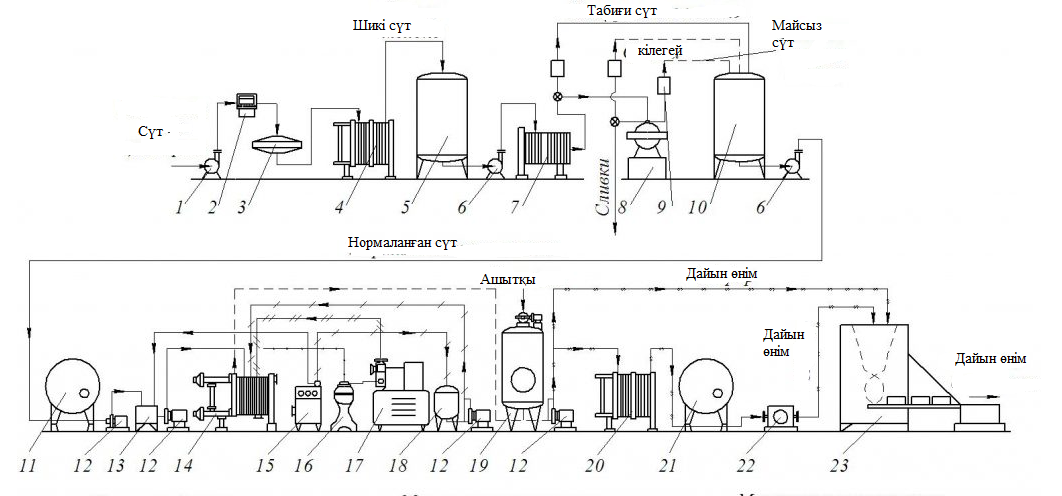 Табиғи сүт
Шикі сүт
Майсыз
сүт
кілегей
Сүт -
Сливки
1 2 3 4 5 6 7 8 9 10 6
Нормаланған сүт
Ашытқы
Дайын өнім
Дайын
өнім
Дайын өнім
11 12 13 12 14 15 16 17 18 12 19 12 20 21 22 23